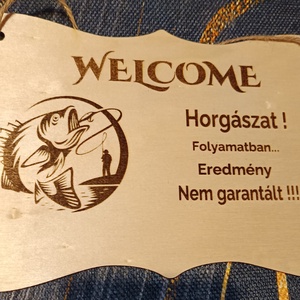 WELCOME
Horgászat !
Folyamatban...
Eredmény
Nem garantált !!!